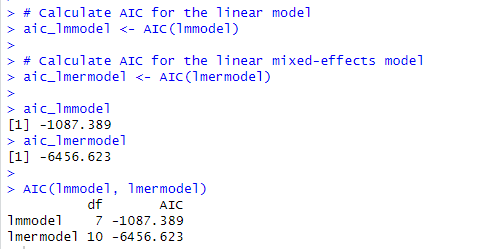 > # Calculate AIC for the linear model
> aic_lmmodel <- AIC(lmmodel)
>
> # Calculate AIC for the linear mixed-effects model
> aic_lmermodel <- AIC(lmermodel)
>
> aic_lmmodel
[1] -1087.389
> aic_lmermodel
[1] -6456.623
>
> AIC(lmmodel, lmermodel)
          df       AIC
lmmodel    7 -1087.389
lmermodel 10 -6456.623